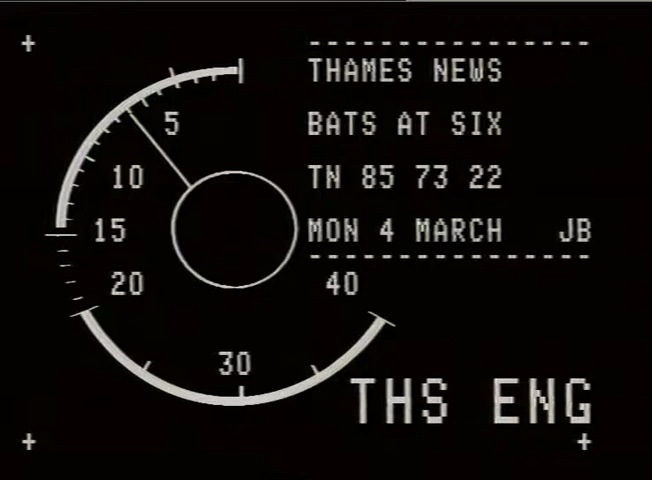 THAMES NEWS
BATS AT SIX
TN 85 73 22
MON 4 MARCH JB
5
10
15
20
30
40
THS ENG